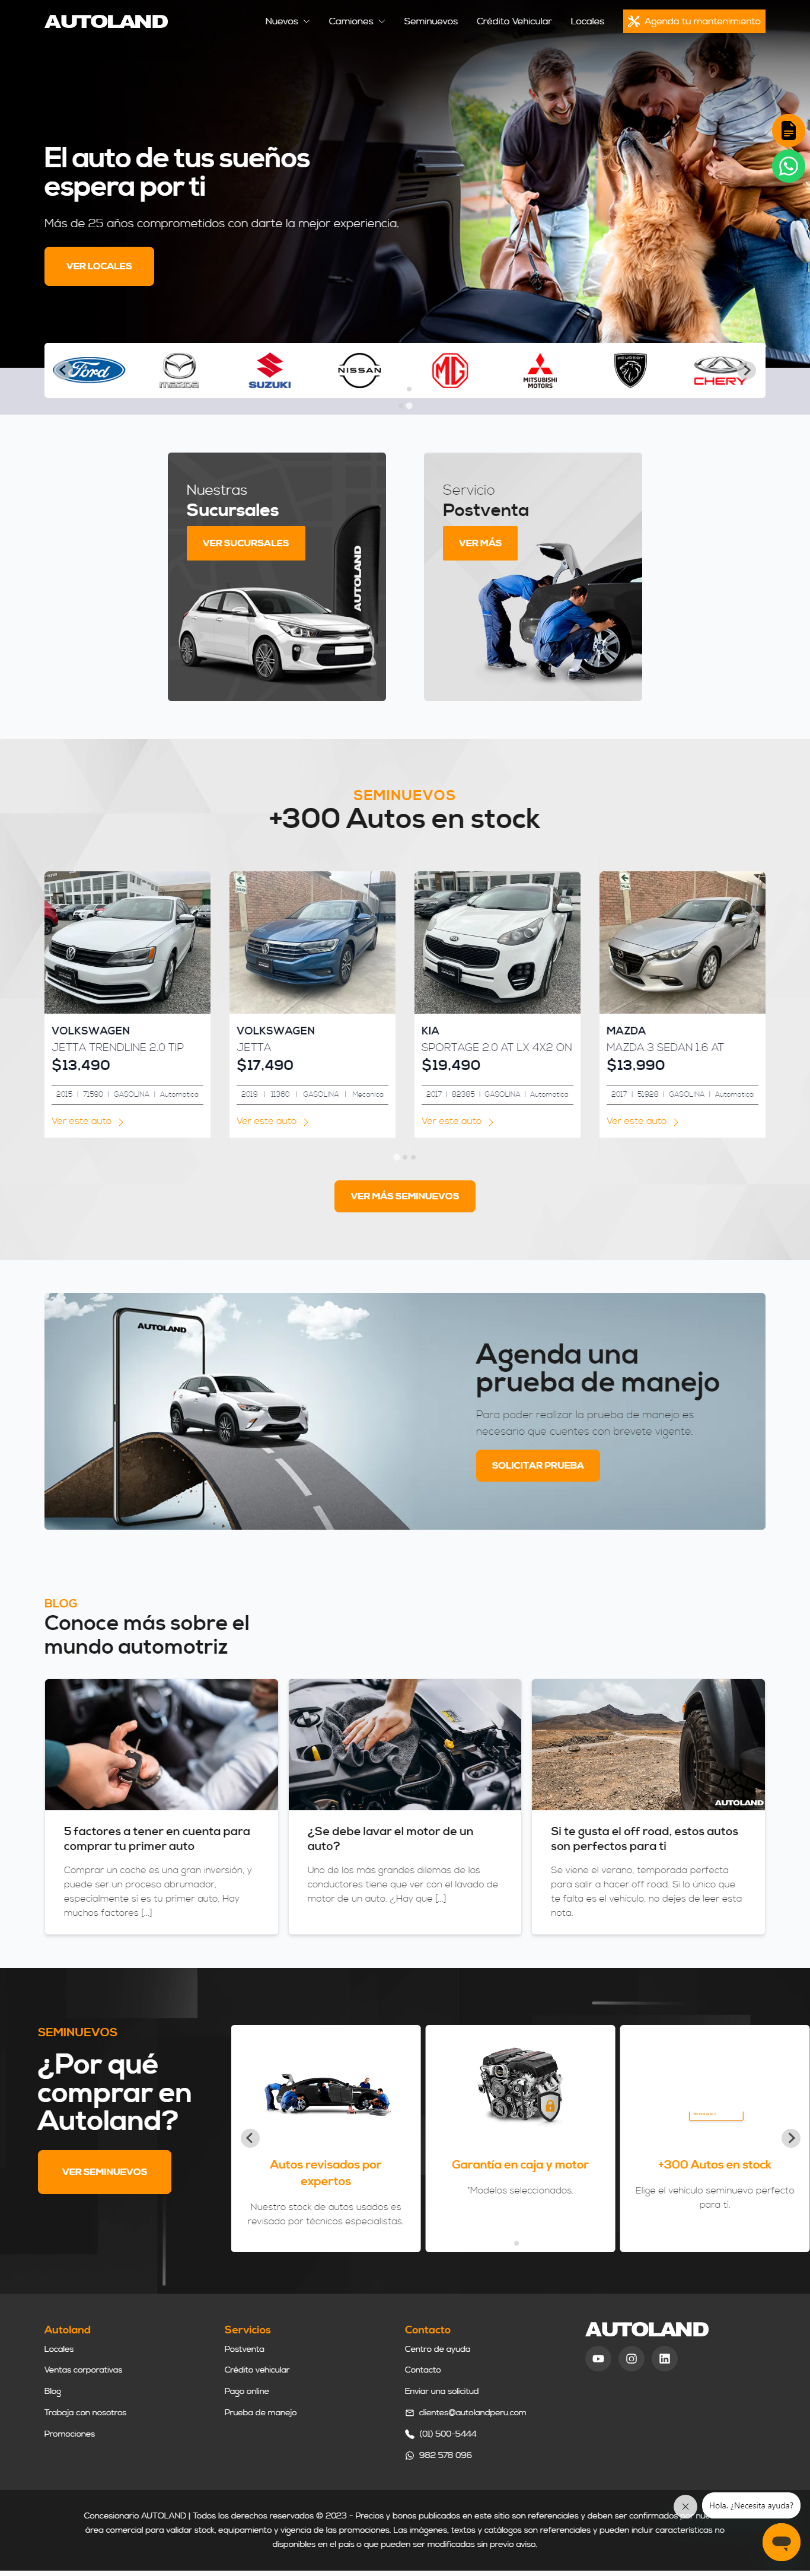 AUTOLAND
Nuevos
Camiones
Seminuevos
Crédito Vehicular
Locales
Agenda tu mantenimiento
El auto de tus sueños
espera por ti
Más de 25 años comprometidos con darte la mejor experiencia.
VER LOCALES
Ford
mazda
SUZUKI
NISSAN
MG
MITSUBISHI
MOTORS
PEUGEOT
CHERY
Nuestras
Sucursales
VER SUCURSALES
AUTOLAND
Servicio
Postventa
VER MÁS
SEMINUEVOS
+300 Autos en stock
VOLKSWAGEN
JETTA TRENDLINE 2.0 TIP
$13,490
2015 | 71590 | GASOLINA | Automatica
Ver este auto
VOLKSWAGEN
JETTA
$17,490
2019 | 11360 | GASOLINA | Mecanica
Ver este auto
KIA
SPORTAGE 2.0 AT LX 4X2 ON
$19,490
2017 | 82385 | GASOLINA | Automatica
Ver este auto
MAZDA
MAZDA 3 SEDAN 1.6 AT
$13,990
2017 | 51928 | GASOLINA | Automatica
Ver este auto
VER MÁS SEMINUEVOS
AUTOLAND
Agenda una
prueba de manejo
Para poder realizar la prueba de manejo es
necesario que cuentes con brevete vigente.
SOLICITAR PRUEBA
BLOG
Conoce más sobre el
mundo automotriz
5 factores a tener en cuenta para
comprar tu primer auto
Comprar un coche es una gran inversión, y
puede ser un proceso abrumador,
especialmente si es tu primer auto. Hay
muchos factores [...]
¿Se debe lavar el motor de un
auto?
Uno de los más grandes dilemas de los
conductores tiene que ver con el lavado de
motor de un auto. ¿Hay que [...]
AUTOLAND
Si te gusta el off road, estos autos
son perfectos para ti
Se viene el verano, temporada perfecta
para salir a hacer off road. Si lo único que
te falta es el vehículo, no dejes de leer esta
nota.
SEMINUEVOS
¿Por qué
comprar en
Autoland?
VER SEMINUEVOS
Autos revisados por
expertos
Nuestro stock de autos usados es
revisado por técnicos especialistas.
Garantía en caja y motor
*Modelos seleccionados.
+300 Autos en stock
Elige el vehículo seminuevo perfecto
para ti.
Autoland
Locales
Ventas corporativas
Blog
Trabaja con nosotros
Promociones
Servicios
Postventa
Crédito vehicular
Pago online
Prueba de manejo
Contacto
Centro de ayuda
Contacto
Enviar una solicitud
clientes@autolandperu.com
(01) 500-5444
982 578 096
AUTOLAND
Hola. ¿Necesita ayuda?
Concesionario AUTOLAND | Todos los derechos reservados © 2023 - Precios y bonos publicados en este sitio son referenciales y deben ser confirmados por
área comercial para validar stock, equipamiento y vigencia de las promociones. Las imágenes, textos y catálogos son referenciales y pueden incluir características no
disponibles en el país o que pueden ser modificadas sin previo aviso.